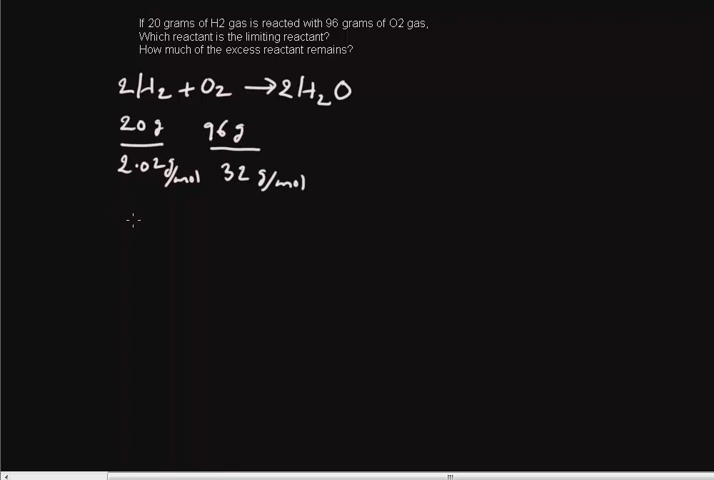 If 20 grams of H2 gas is reacted with 96 grams of O2 gas,
Which reactant is the limiting reactant?
How much of the excess reactant remains?
2H₂ + O₂ → 2H₂O
20g 96g
2.02g/mol 32 g/mol